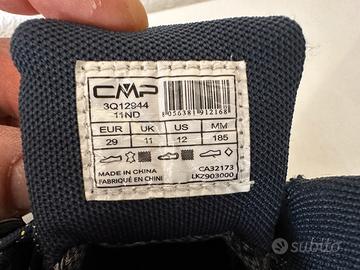 CMP
3Q12944
11ND
8056381912168
EUR UK US MM
29 11 12 185
MADE IN CHINA CA32173
FABRIQUÉ EN CHINE LKZ903000
subito